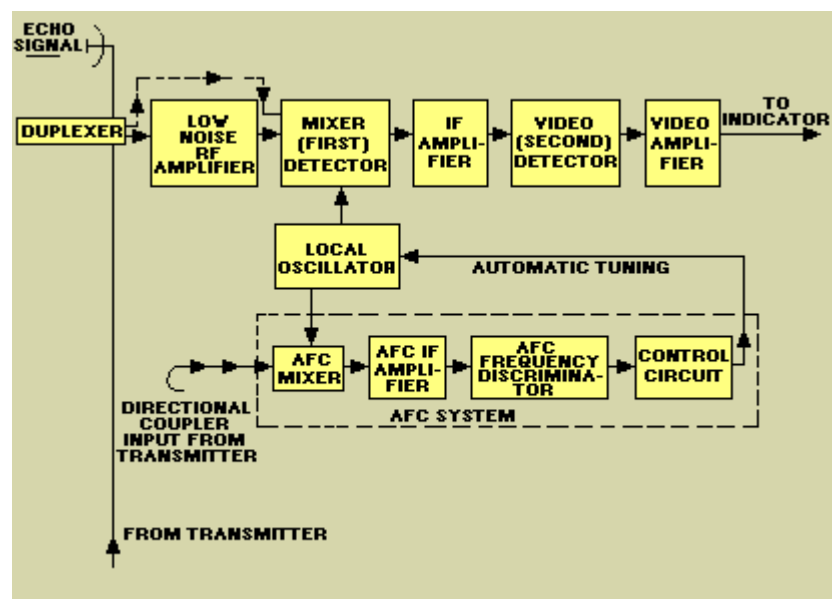 ECHO
SIGNAL
DUPLEXER
LOW
NOISE
RF
AMPLIFIER
MIXER
(FIRST)
DETECTOR
IF
AMPLI-
FIER
VIDEO
(SECOND)
DETECTOR
VIDEO
AMPLI-
FIER
TO
INDICATOR
LOCAL
OSCILLATOR
AUTOMATIC TUNING
AFC
MIXER
AFC IF
AMPLI-
FIER
AFC
FREQUENCY
DISCRIMINA-
TOR
CONTROL
CIRCUIT
AFC SYSTEM
DIRECTIONAL
COUPLER
INPUT FROM
TRANSMITTER
FROM TRANSMITTER